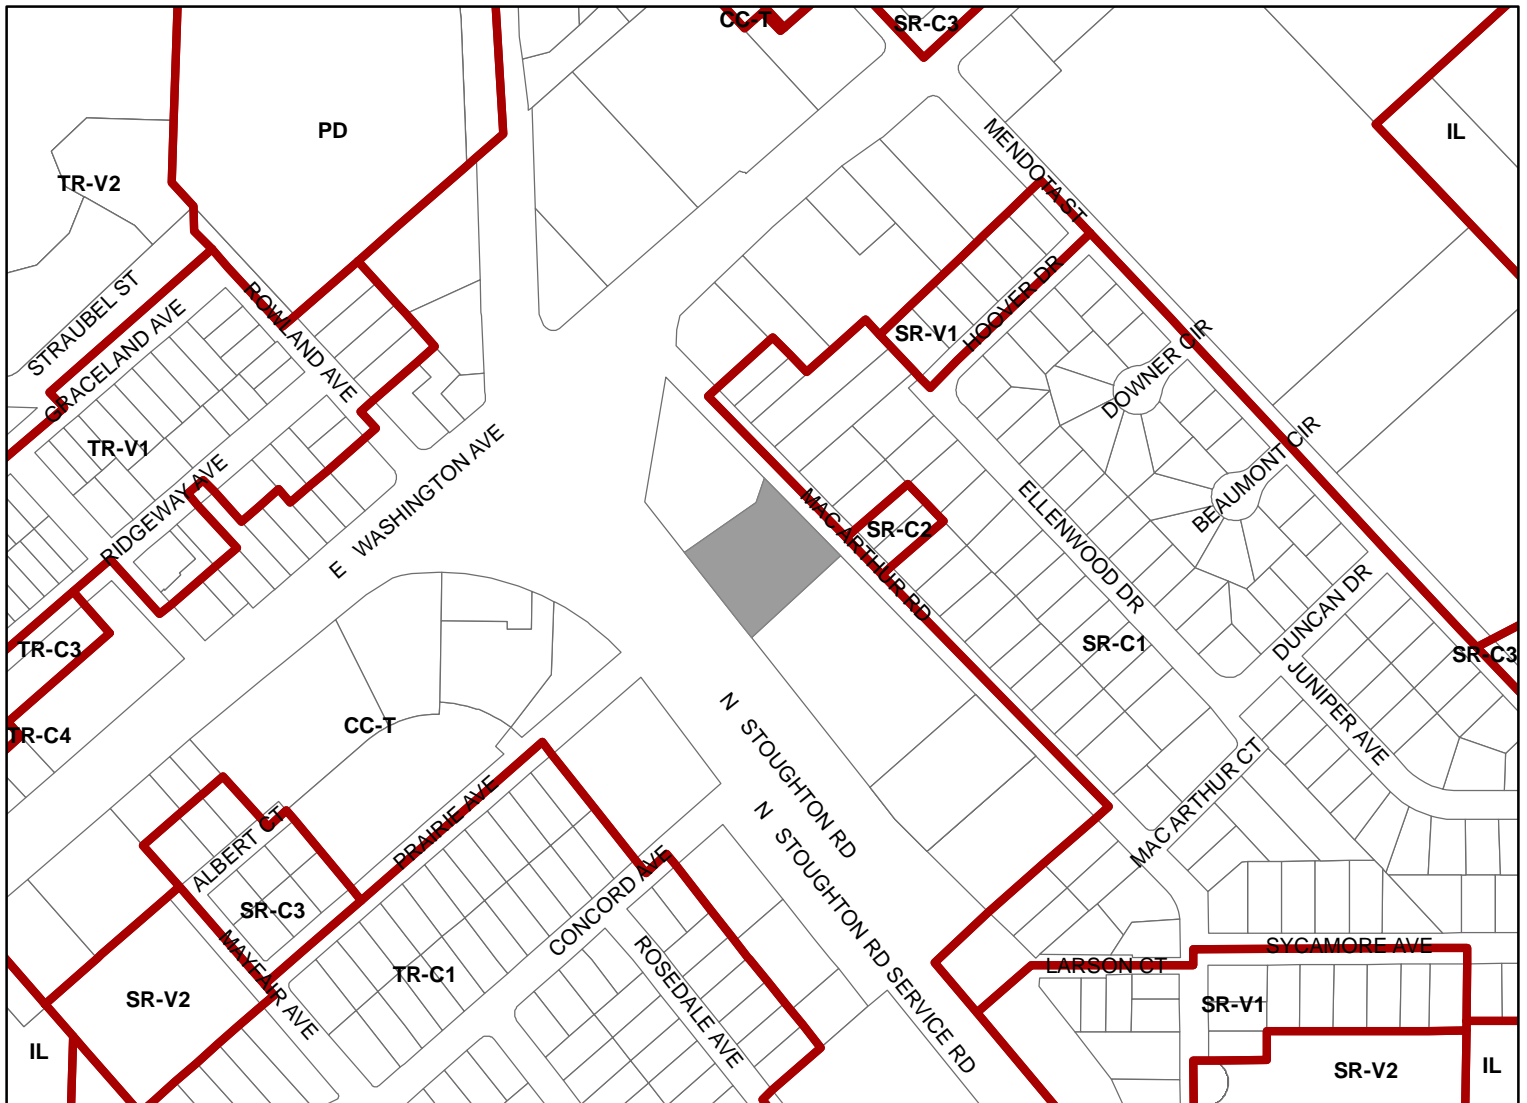 CC-T
SR-C3
PD
IL
MENDOTA ST
TR-V2
STRAUBEL ST
GRACELAND AVE
ROWLAND AVE
HOOVER DR
SR-V1
DOWNER CIR
TR-V1
RIDGEWAY AVE
E WASHINGTON AVE
BEAUMONT CIR
MAC ARTHUR RD
SR-C2
ELLENWOOD DR
DUNCAN DR
SR-C1
TR-C3
SR-C3
JUNIPER AVE
TR-C4
CC-T
N STOUGHTON RD
MAC ARTHUR CT
PRAIRIE AVE
ALBERT CT
N STOUGHTON RD SERVICE RD
CONCORD AVE
SR-C3
MAYFAIR AVE
TR-C1
ROSEDALE AVE
SYCAMORE AVE
LARSON CT
SR-V2
SR-V1
IL
SR-V2
IL